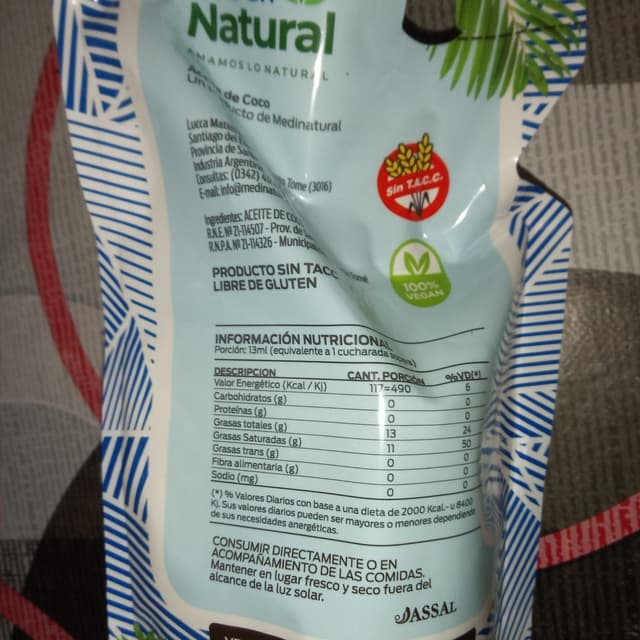 Natural
AMAMOS LO NATURAL
de Coco
de Medinatural
Santiago del
Provincia de
Industria Argentina
Consultas: (0342) Tome (3016)
E-mail: info@medina
Ingredientes: ACEITE DE
R.N.E. Nº 21-114507 - Prov. de
R.N.P.A. Nº 21-114326 - Municipa
PRODUCTO SIN TACC
LIBRE DE GLUTEN
Sin T.A.C.C.
100%
VEGAN
INFORMACIÓN NUTRICIONAL
Porción: 13ml (equivalente a 1 cucharada
DESCRIPCION CANT. PORCIÓN %VD(*)
Valor Energético (Kcal / Kj) 117=490 6
Carbohidratos (g) 0 0
Proteínas (g) 0 0
Grasas totales (g) 13 24
Grasas Saturadas (g) 11 50
Grasas trans (g) 0 0
Fibra alimentaria (g) 0 0
Sodio (mg) 0 0
(*) % Valores Diarios con base a una dieta de 2000 Kcal - u 8400
Kj. Sus valores diarios pueden ser mayores o menores dependiendo
de sus necesidades anergéticas.
CONSUMIR DIRECTAMENTE O EN
ACOMPAÑAMIENTO DE LAS COMIDAS.
Mantener en lugar fresco y seco fuera del
alcance de la luz solar.
ASSAL